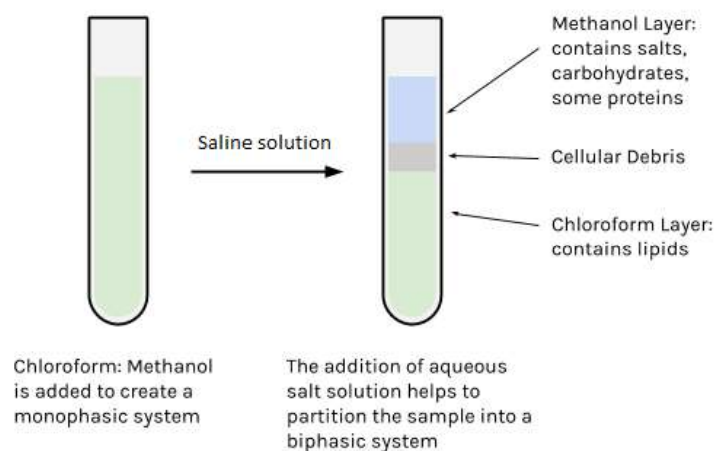 Methanol Layer:
contains salts,
carbohydrates,
some proteins
Saline solution
Cellular Debris
Chloroform Layer:
contains lipids
Chloroform: Methanol
is added to create a
monophasic system
The addition of aqueous
salt solution helps to
partition the sample into a
biphasic system